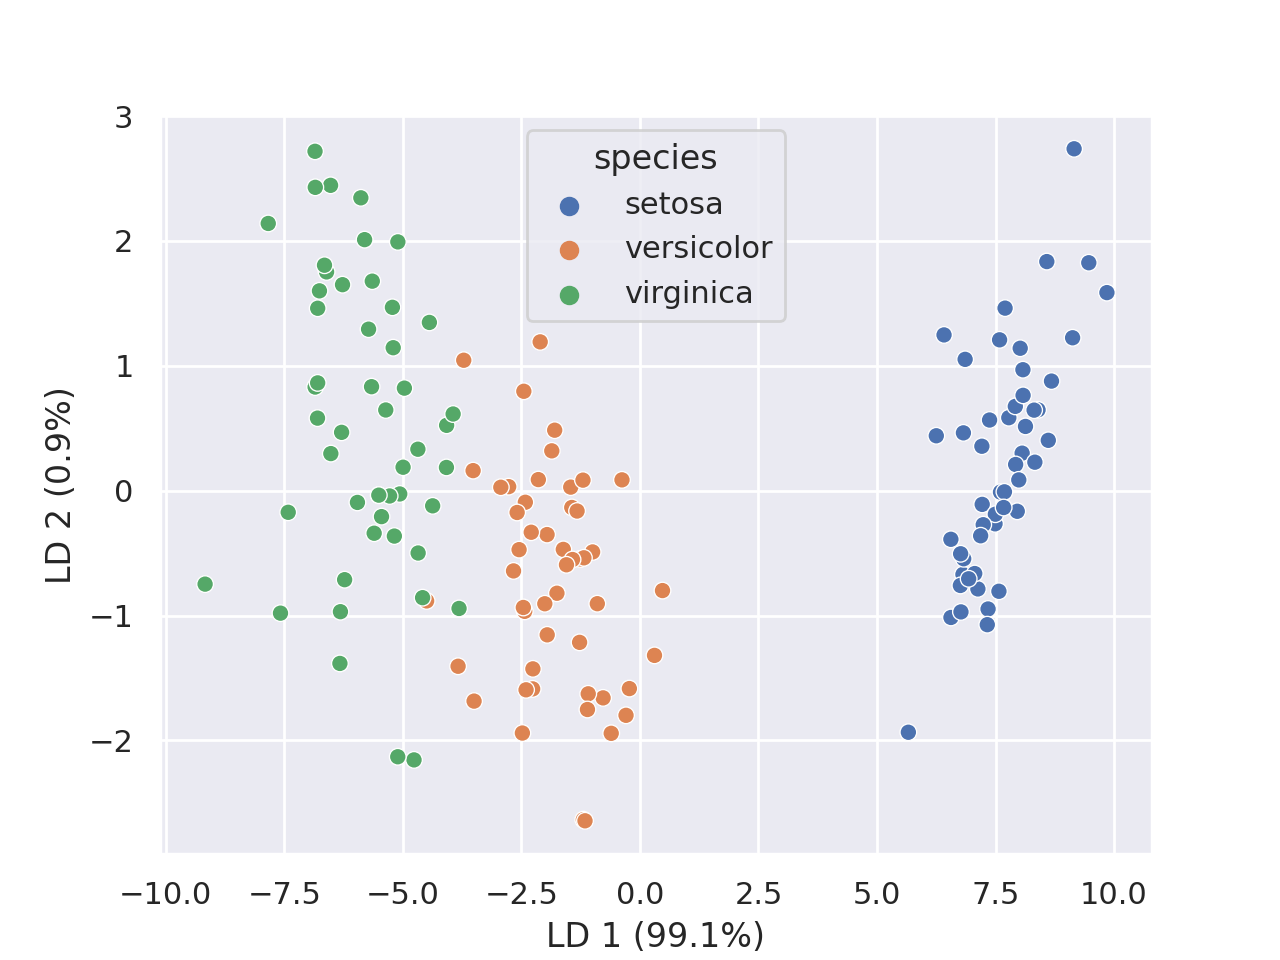 3
2
1
0
−1
−2
LD 2 (0.9%)
species
setosa
versicolor
virginica
−10.0 −7.5 −5.0 −2.5 0.0 2.5 5.0 7.5 10.0
LD 1 (99.1%)